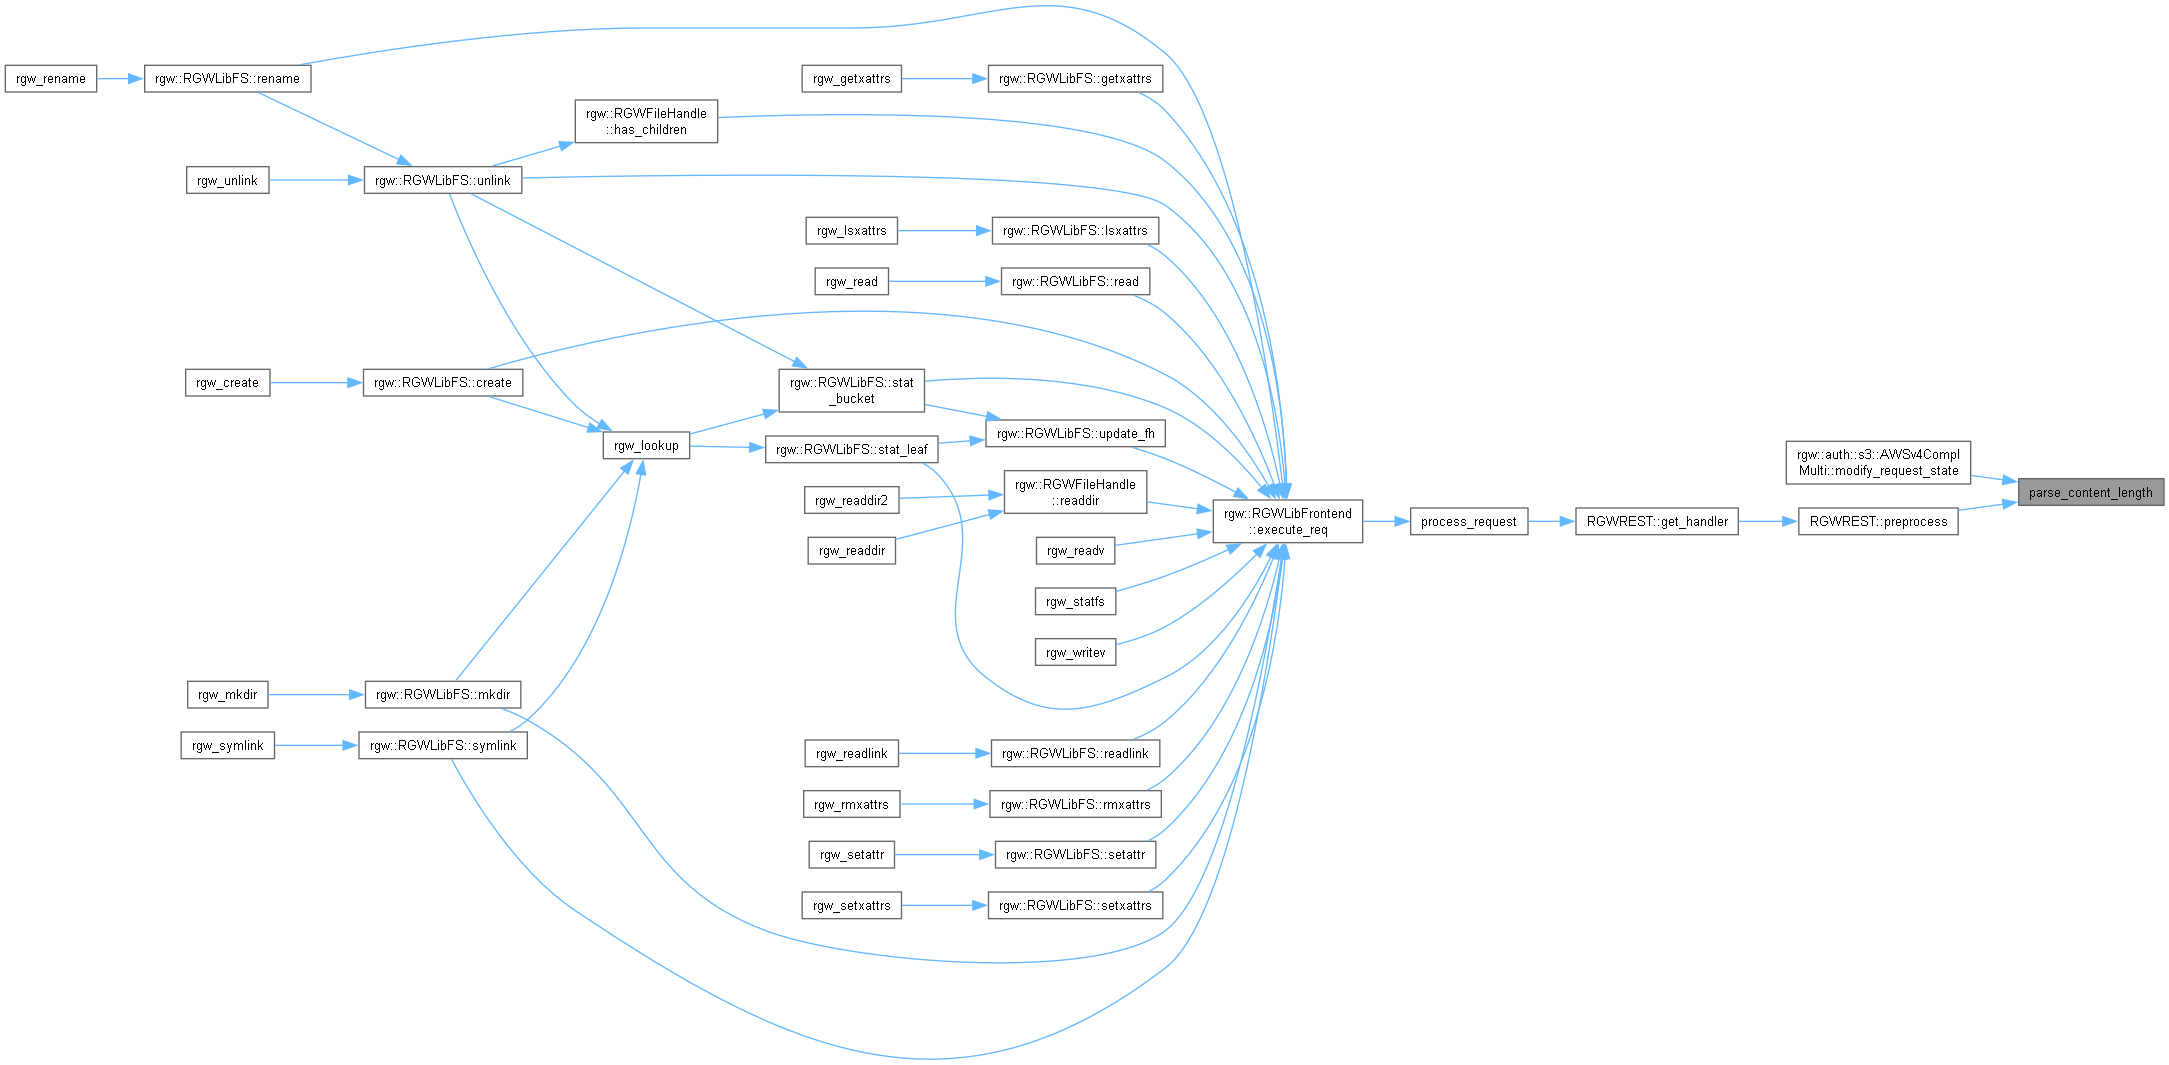 rgw_rename
rgw::RGWLibFS::rename
rgw_getxattrs
rgw::RGWLibFS::getxattrs
rgw::RGWFileHandle
::has_children
rgw_unlink
rgw::RGWLibFS::unlink
rgw_lsxattrs
rgw::RGWLibFS::lsxattrs
rgw_read
rgw::RGWLibFS::read
rgw_create
rgw::RGWLibFS::create
rgw::RGWLibFS::stat
_bucket
rgw::RGWLibFS::update_fh
rgw_lookup
rgw::RGWLibFS::stat_leaf
rgw::auth::s3::AWSv4Compl
Multi::modify_request_state
rgw_readdir2
rgw::RGWFileHandle
::readdir
parse_content_length
rgw::RGWLibFrontend
::execute_req
process_request
RGWREST::get_handler
RGWREST::preprocess
rgw_readdir
rgw_readv
rgw_statfs
rgw_writev
rgw_mkdir
rgw::RGWLibFS::mkdir
rgw_symlink
rgw::RGWLibFS::symlink
rgw_readlink
rgw::RGWLibFS::readlink
rgw_rmxattrs
rgw::RGWLibFS::rmxattrs
rgw_setattr
rgw::RGWLibFS::setattr
rgw_setxattrs
rgw::RGWLibFS::setxattrs